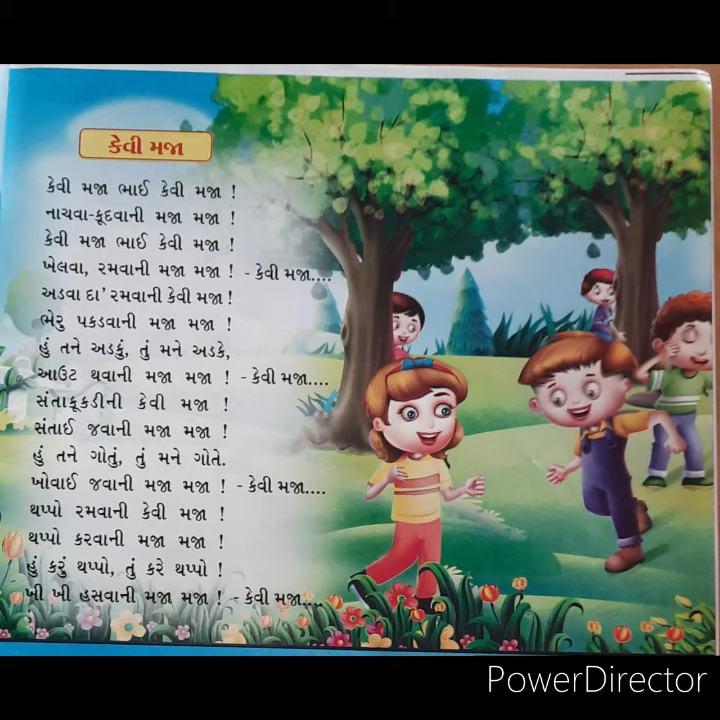 કેવી મજા
કેવી મજા ભાઈ કેવી મજા !
નાચવા-કૂદવાની મજા મજા !
કેવી મજા ભાઈ કેવી મજા !
ખેલવા, રમવાની મજા મજા ! - કેવી મજા....
અડવા દા' રમવાની કેવી મજા !
ભેરુ પકડવાની મજા મજા !
હું તને અડકું, તું મને અડકે,
આઉટ થવાની મજા મજા ! - કેવી મજા....
સંતાકૂકડીની કેવી મજા !
સંતાઈ જવાની મજા મજા !
હું તને ગોતું, તું મને ગોતે.
ખોવાઈ જવાની મજા મજા ! - કેવી મજા....
થપ્પો રમવાની કેવી મજા !
થપ્પો કરવાની મજા મજા !
હું કરું થપ્પો, તું કરે થપ્પો !
ખી ખી હસવાની મજા મજા ! - કેવી મજા....
PowerDirector